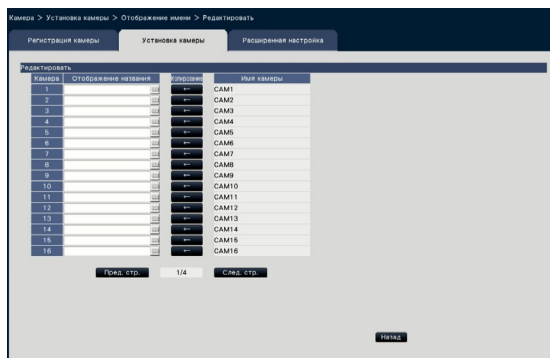 Камера > Установка камеры > Отображение имени > Редактировать
Регистрация камеры Установка камеры Расширенная настройка
Редактировать
Камера Отображение названия Копирование Имя камеры
1 ← CAM1
2 ← CAM2
3 ← CAM3
4 ← CAM4
5 ← CAM5
6 ← CAM6
7 ← CAM7
8 ← CAM8
9 ← CAM9
10 ← CAM10
11 ← CAM11
12 ← CAM12
13 ← CAM13
14 ← CAM14
15 ← CAM15
16 ← CAM16
Пред. стр. 1/4 След. стр.
Назад